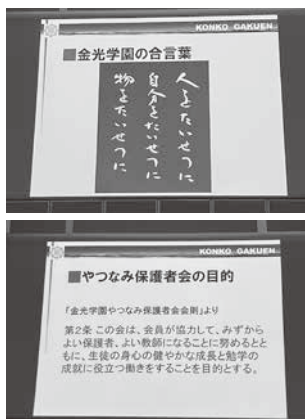 KONKO GAKUEN
■金光学園の合言葉
人をたいせつに
自分をたいせつに
物をたいせつに
KONKO GAKUEN
■やつなみ保護者会の目的
「金光学園やつなみ保護者会会則」より
第2条 この会は、会員が協力して、みずから
よい保護者、よい教師になることに努めるとと
もに、生徒の身心の健やかな成長と勉学の
成就に役立つ働きをすることを目的とする。